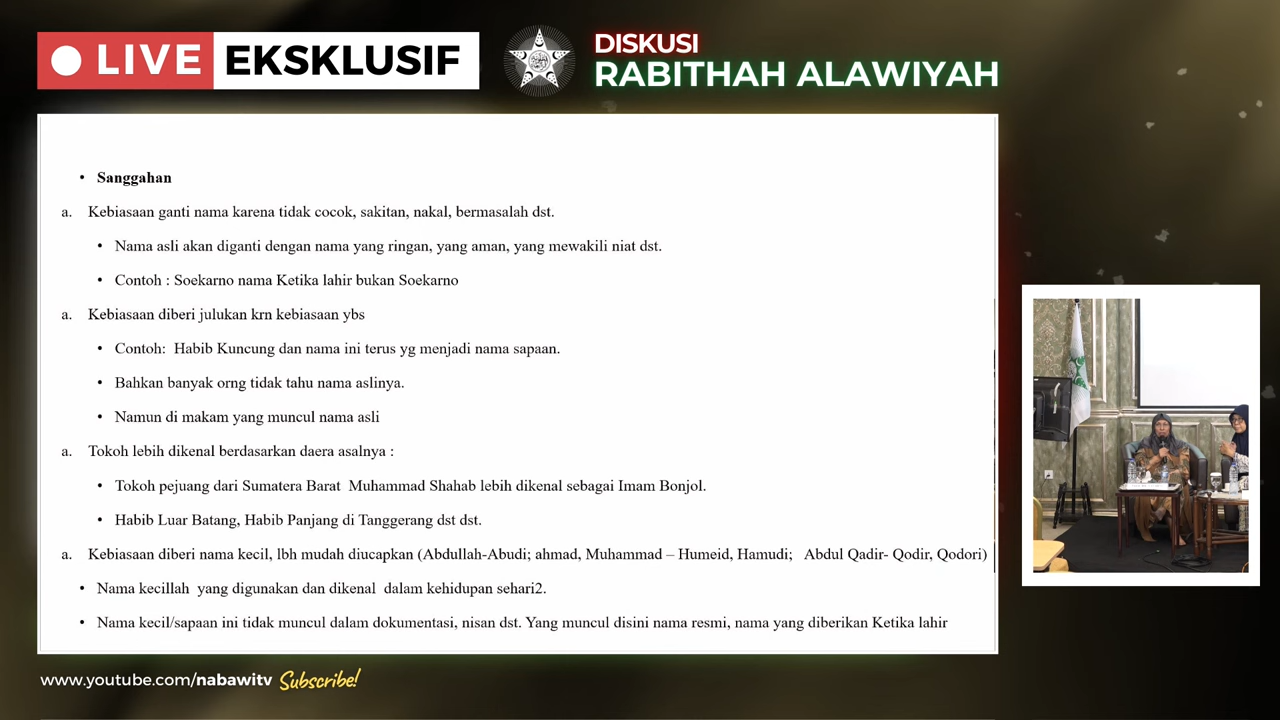 LIVE EKSKLUSIF
DISKUSI
RABITHAH ALAWIYAH
• Sanggahan
a. Kebiasaan ganti nama karena tidak cocok, sakitan, nakal, bermasalah dst.
• Nama asli akan diganti dengan nama yang ringan, yang aman, yang mewakili niat dst.
• Contoh : Soekarno nama Ketika lahir bukan Soekarno
a. Kebiasaan diberi julukan krn kebiasaan ybs
• Contoh: Habib Kuncung dan nama ini terus yg menjadi nama sapaan.
• Bahkan banyak orng tidak tahu nama aslinya.
• Namun di makam yang muncul nama asli
a. Tokoh lebih dikenal berdasarkan daera asalnya :
• Tokoh pejuang dari Sumatera Barat Muhammad Shahab lebih dikenal sebagai Imam Bonjol.
• Habib Luar Batang, Habib Panjang di Tanggerang dst dst.
a. Kebiasaan diberi nama kecil, lbh mudah diucapkan (Abdullah-Abudi; ahmad, Muhammad – Humeid, Hamudi; Abdul Qadir- Qodir, Qodori)
• Nama kecillah yang digunakan dan dikenal dalam kehidupan sehari2.
• Nama kecil/sapaan ini tidak muncul dalam dokumentasi, nisan dst. Yang muncul disini nama resmi, nama yang diberikan Ketika lahir
www.youtube.com/nabawitv Subscribe!